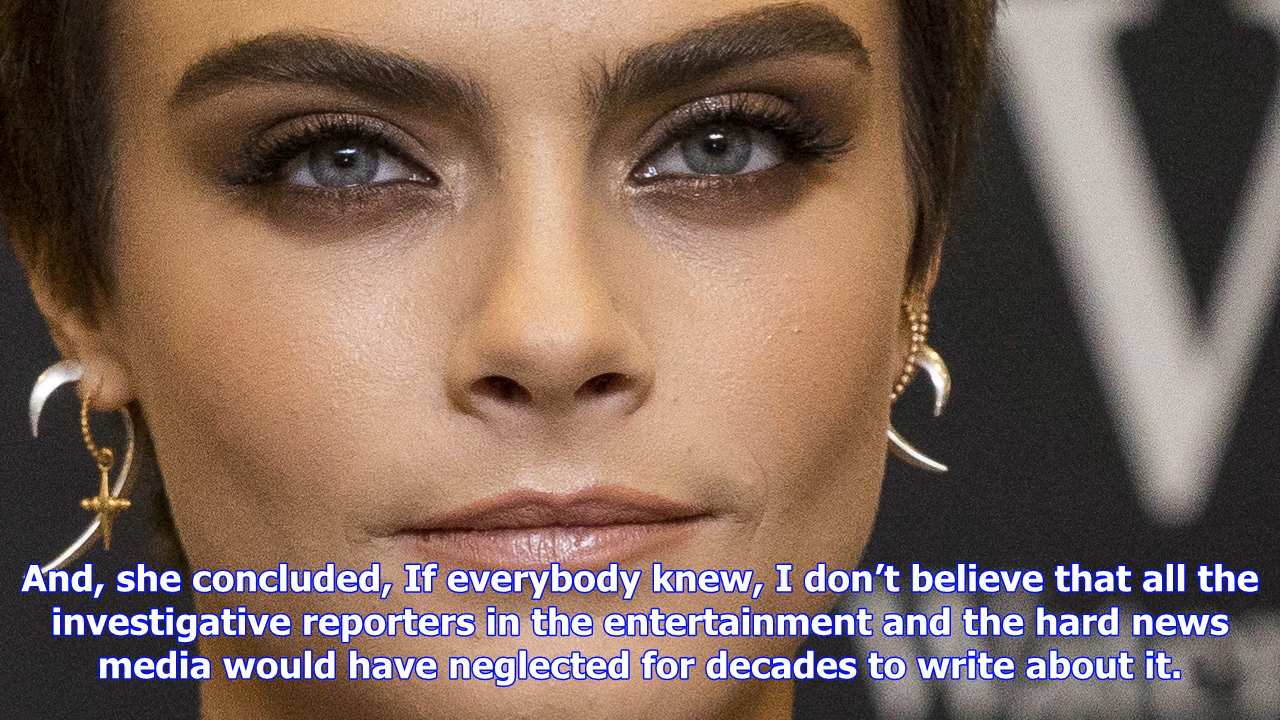 V
And, she concluded, If everybody knew, I don’t believe that all the
investigative reporters in the entertainment and the hard news
media would have neglected for decades to write about it.